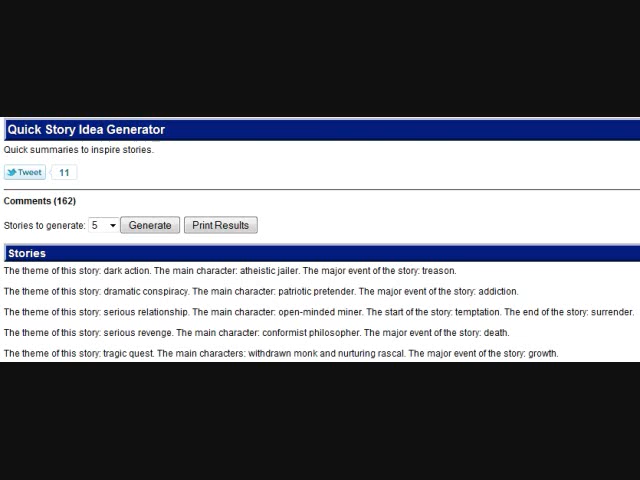 Quick Story Idea Generator
Quick summaries to inspire stories.
Tweet 11
Comments (162)
Stories to generate: 5 Generate Print Results
Stories
The theme of this story: dark action. The main character: atheistic jailer. The major event of the story: treason.
The theme of this story: dramatic conspiracy. The main character: patriotic pretender. The major event of the story: addiction.
The theme of this story: serious relationship. The main character: open-minded miner. The start of the story: temptation. The end of the story: surrender.
The theme of this story: serious revenge. The main character: conformist philosopher. The major event of the story: death.
The theme of this story: tragic quest. The main characters: withdrawn monk and nurturing rascal. The major event of the story: growth.